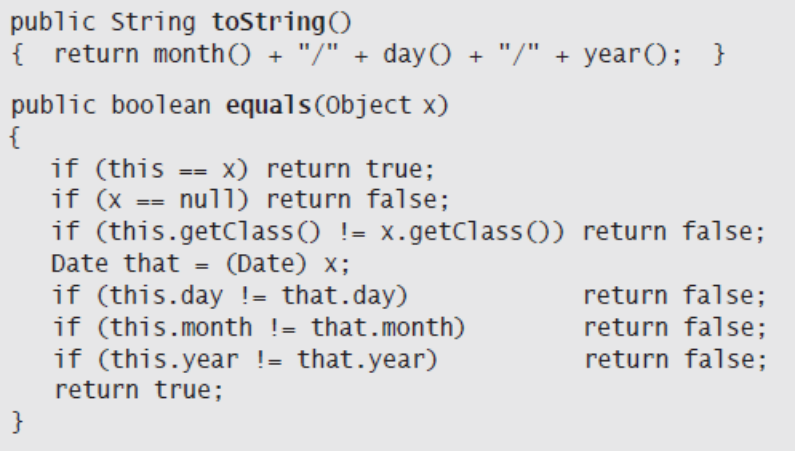 public String toString()
{ return month() + "/" + day() + "/" + year(); }
public boolean equals(Object x)
{
if (this == x) return true;
if (x == null) return false;
if (this.getClass() != x.getClass()) return false;
Date that = (Date) x;
if (this.day != that.day) return false;
if (this.month != that.month) return false;
if (this.year != that.year) return false;
return true;
}